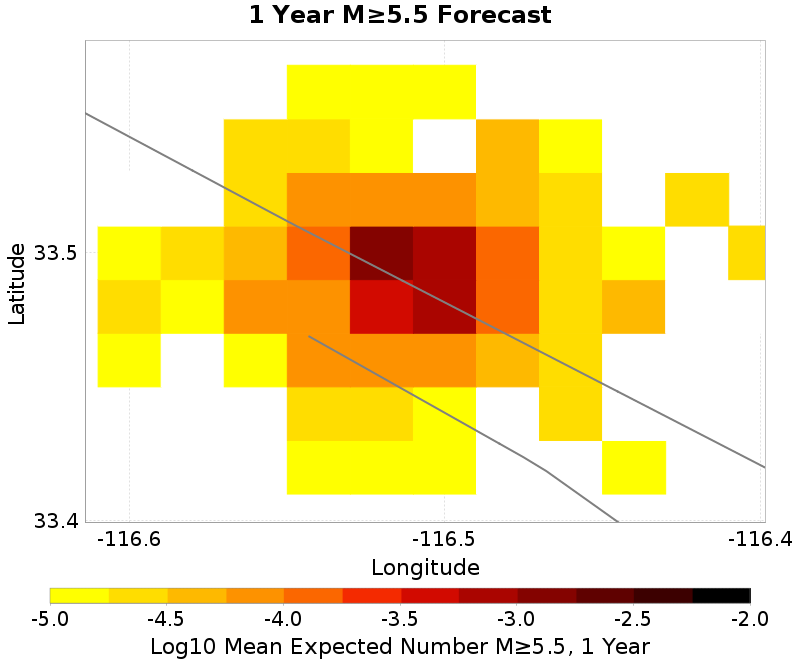 1 Year M≥5.5 Forecast
Latitude
33.5
33.4
-116.6 -116.5 -116.4
Longitude
-5.0 -4.5 -4.0 -3.5 -3.0 -2.5 -2.0
Log10 Mean Expected Number M≥5.5, 1 Year